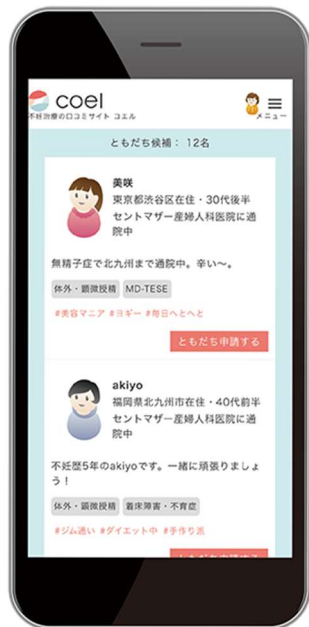 coel
不妊治療の口コミサイト コエル
メニュー
ともだち候補： 12名
美咲
東京都渋谷区在住・30代後半
セントマザー産婦人科医院に通
院中
無精子症で北九州まで通院中。辛い〜。
体外・顕微授精 MD-TESE
#美容マニア #ヨギー #毎日へとへと
ともだち申請する
akiyo
福岡県北九州市在住・40代前半
セントマザー産婦人科医院に通
院中
不妊歴5年のakiyoです。一緒に頑張りましょ
う！
体外・顕微授精 着床障害・不育症
#ジム通い #ダイエット中 #手作り派
ともだち申請する